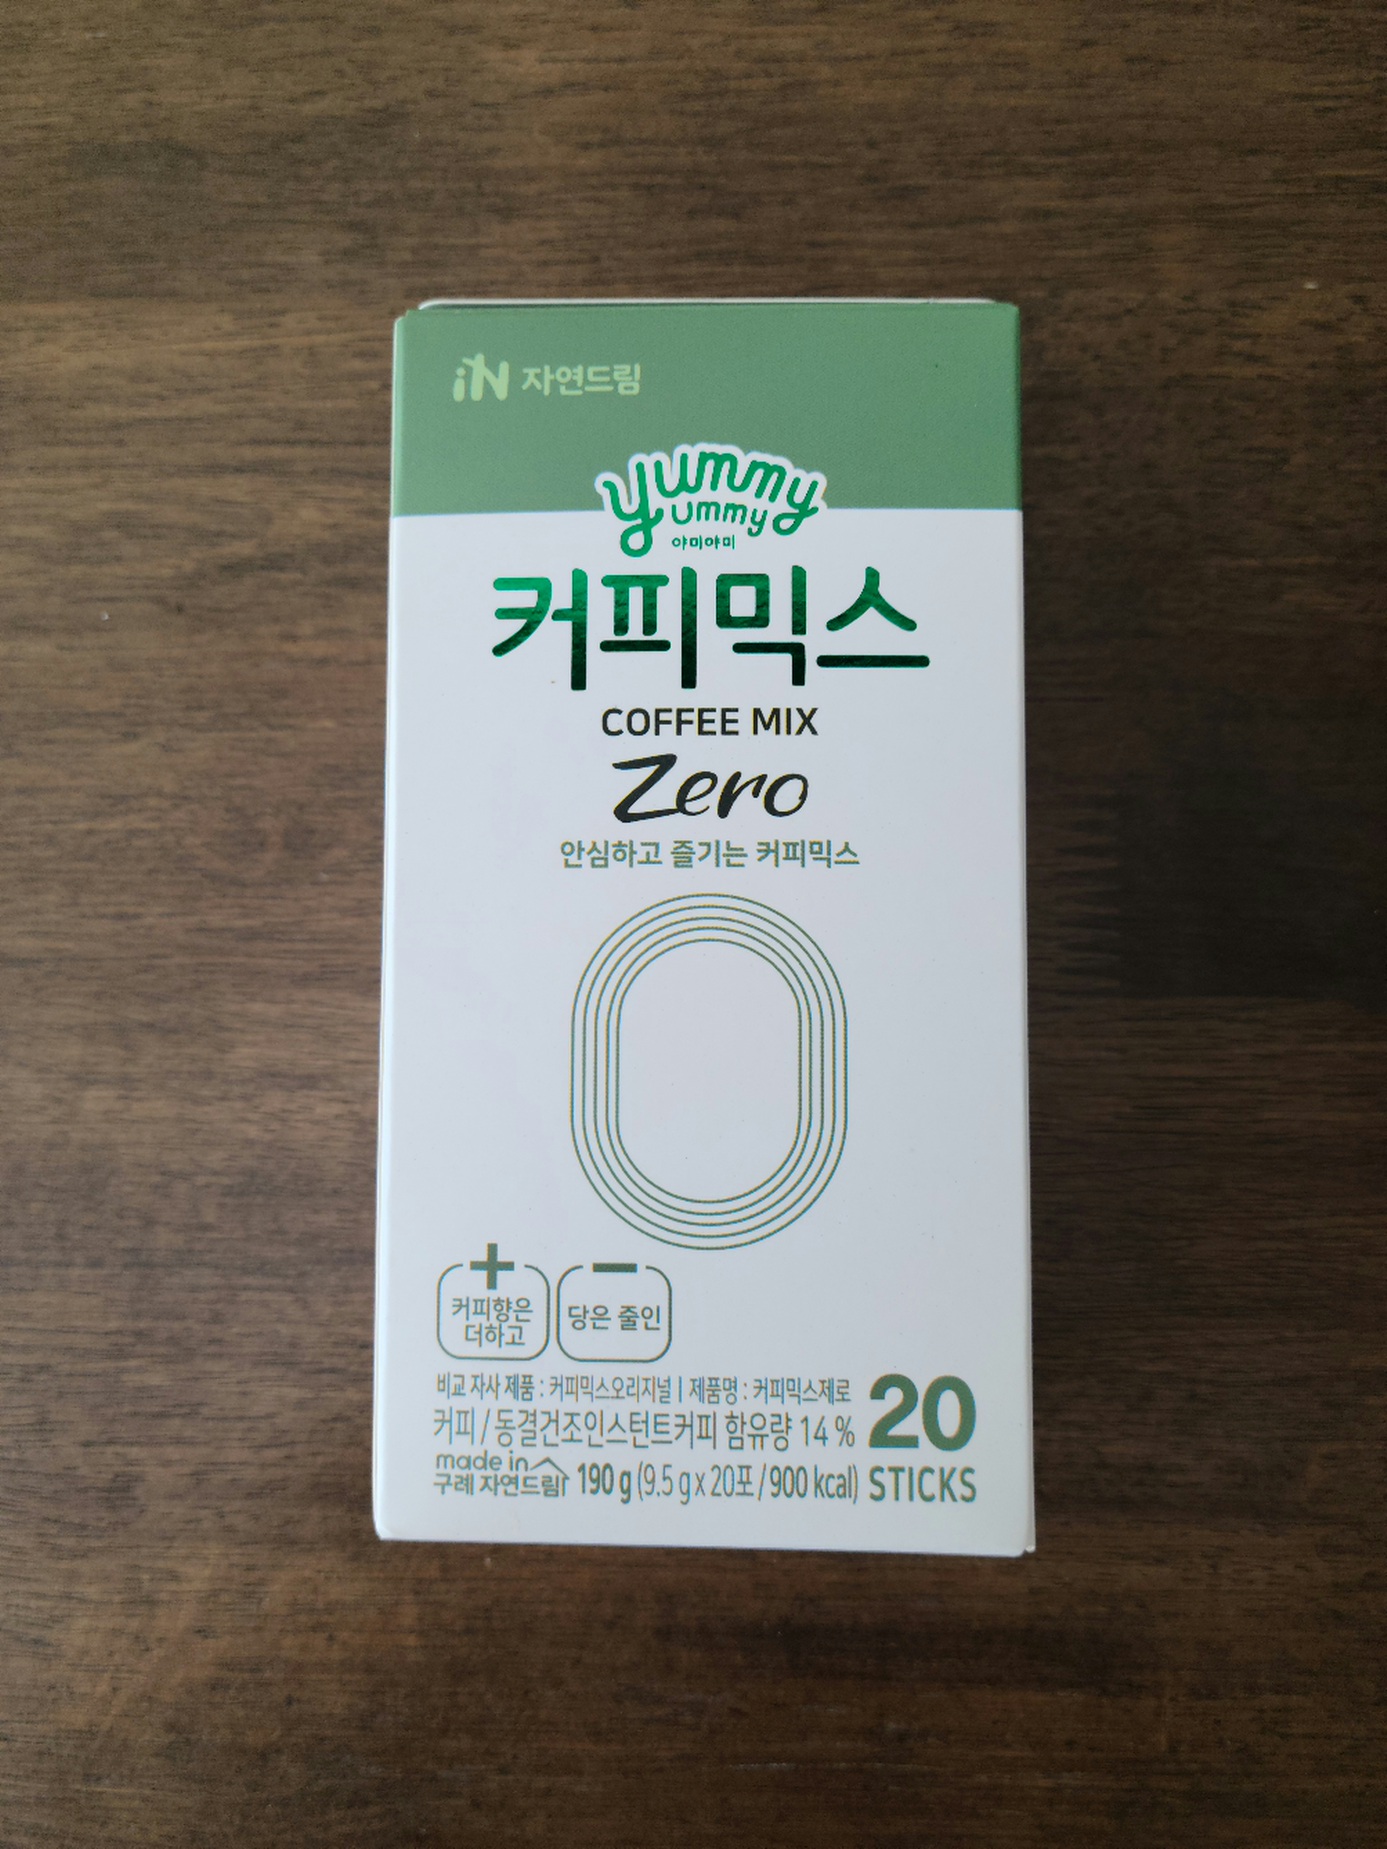 iN 자연드림
yummy
ummy
야미야미
커피믹스
COFFEE MIX
Zero
안심하고 즐기는 커피믹스
+
커피향은
더하고
−
당은 줄인
비교 자사 제품 : 커피믹스오리지널 | 제품명 : 커피믹스제로
커피 / 동결건조인스턴트커피 함유량 14 %
made in
구례 자연드림
190 g (9.5 g x 20포 / 900 kcal)
20
STICKS